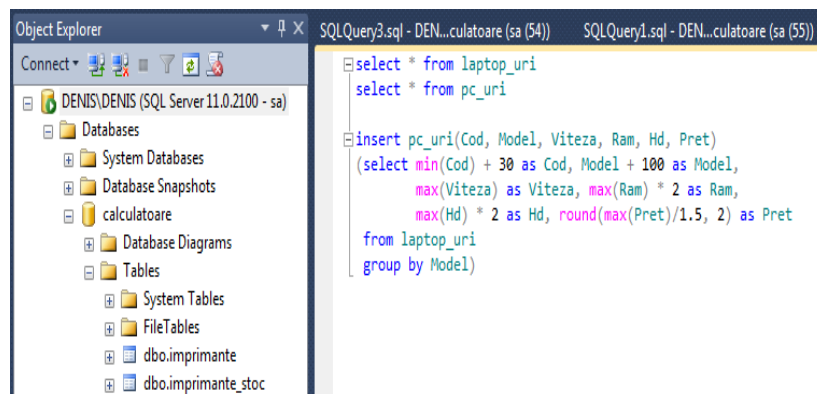 Object Explorer
Connect
DENIS\DENIS (SQL Server 11.0.2100 - sa)
Databases
System Databases
Database Snapshots
calculatoare
Database Diagrams
Tables
System Tables
FileTables
dbo.imprimante
dbo.imprimante_stoc
SQLQuery3.sql - DEN...culatoare (sa (54))
SQLQuery1.sql - DEN...culatoare (sa (55))
select * from laptop_uri
select * from pc_uri
insert pc_uri(Cod, Model, Viteza, Ram, Hd, Pret)
(select min(Cod) + 30 as Cod, Model + 100 as Model,
max(Viteza) as Viteza, max(Ram) * 2 as Ram,
max(Hd) * 2 as Hd, round(max(Pret)/1.5, 2) as Pret
from laptop_uri
group by Model)